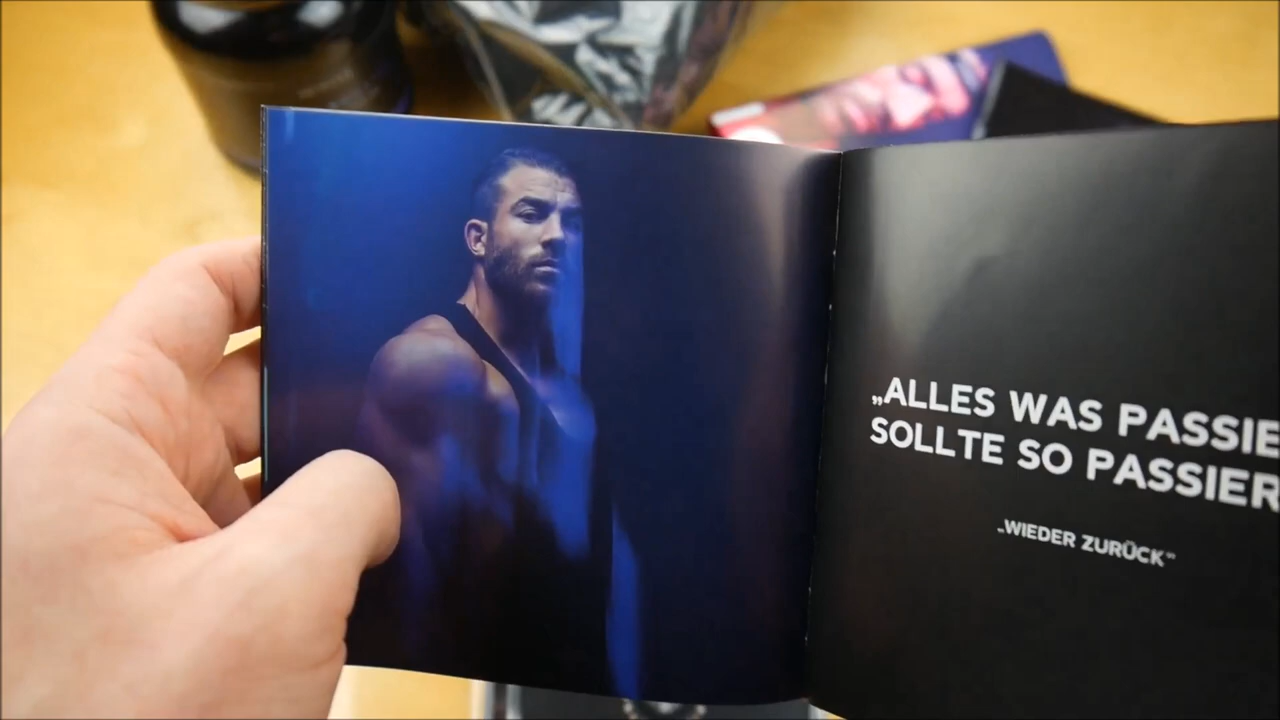 „ALLES WAS PASSIE
SOLLTE SO PASSIER
„WIEDER ZURÜCK“